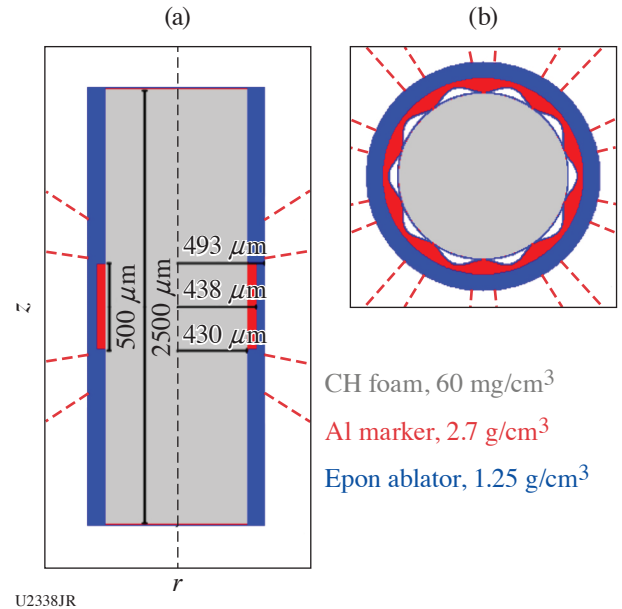 (a)
(b)
493 μm
438 μm
430 μm
500 μm
2500 μm
z
r
CH foam, 60 mg/cm³
Al marker, 2.7 g/cm³
Epon ablator, 1.25 g/cm³
U2338JR